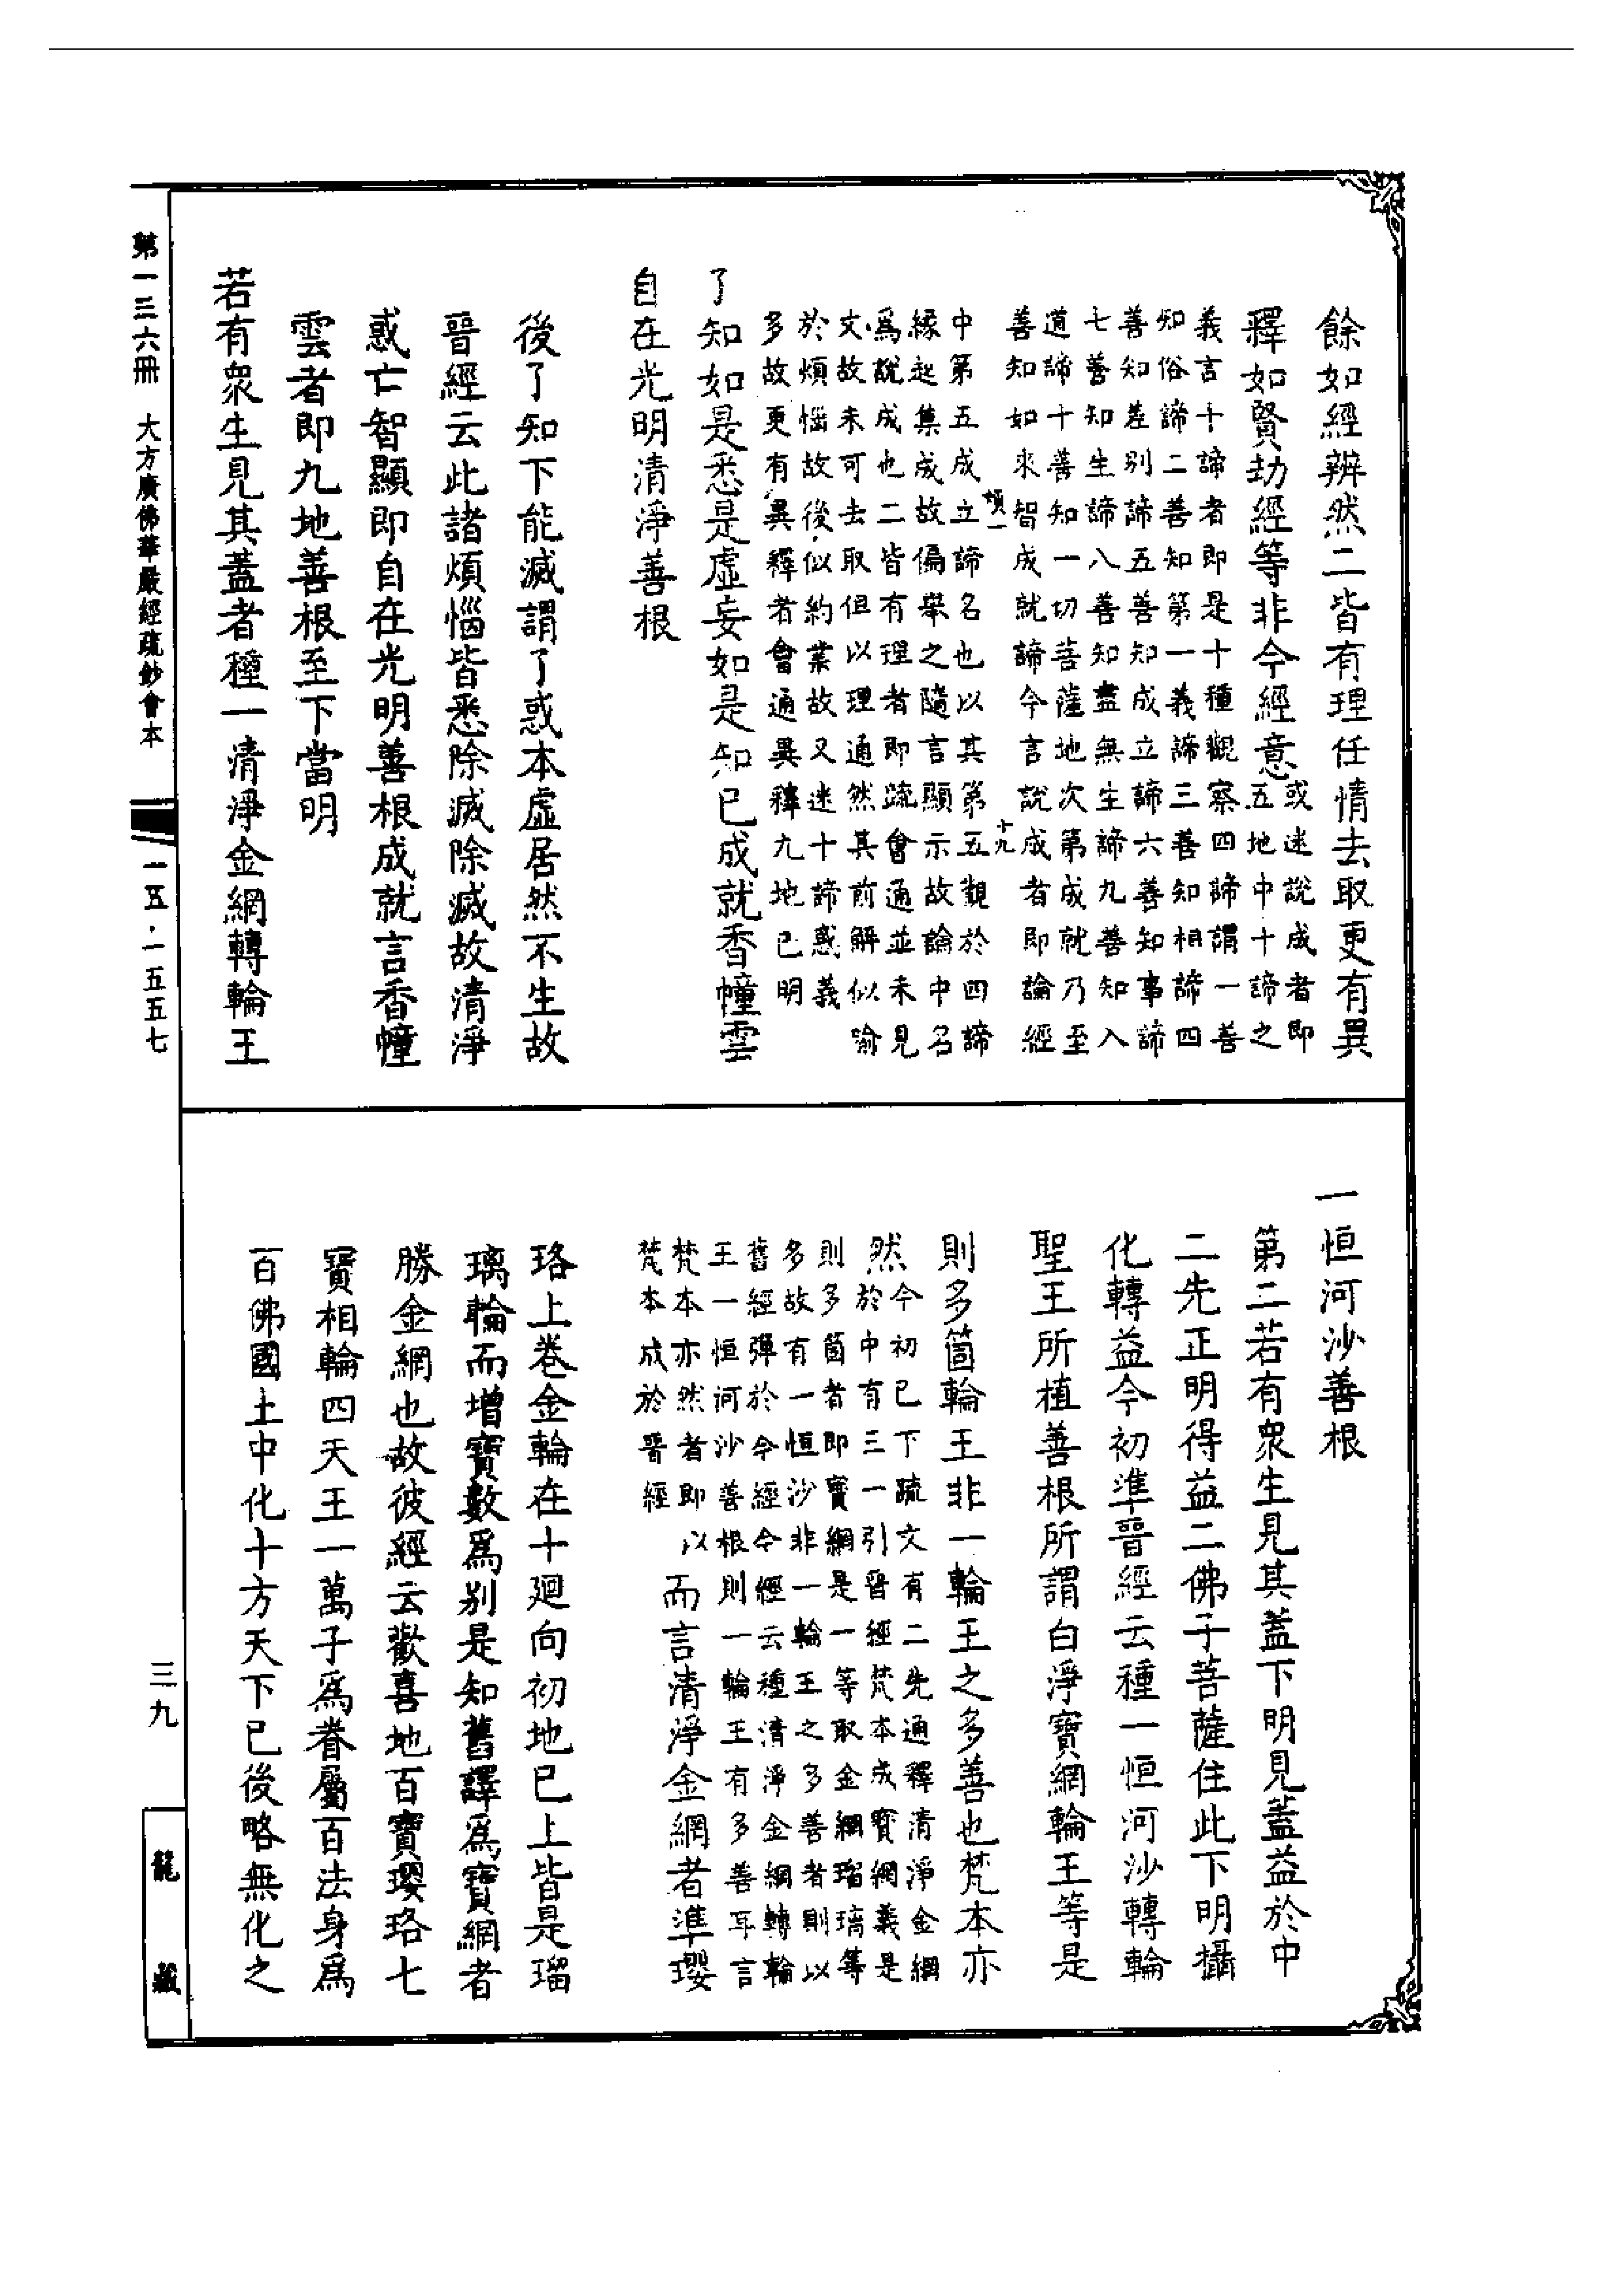 餘如經辨然二皆有理任情去取更有異
釋如賢劫經等非今經意
或迷說成者即
五地中十諦之
義言十諦者即是十種觀察四諦謂一善
知俗諦二善知第一義諦三善知相諦四
善知差別諦五善知成立諦六善知事諦
七善知生諦八善知盡無生諦九善知入
道諦十善知一切菩薩地次第成就乃至
善知如來智成就諦今言說成者即論經
中第五成立諦名也以其第五觀於四諦
緣起集成故偏舉之隨言顯示故論中名
爲說成也二皆有理者即疏會通並未見
文故未可去取但以理通然其前解似喻
於煩惱故後似約業故又迷十諦惑義
多故更有異釋者會通異釋九地已明
了知如是悉是虛妄如是知已成就香幢雲
自在光明清淨善根
後了知下能滅謂了惑本虛居然不生故
晉經云此諸煩惱皆悉除滅除滅故清淨
惑亡智顯即自在光明善根成就言香幢
雲者即九地善根至下當明
若有衆生見其蓋者種一清淨金網轉輪王
一恒河沙善根
第二若有衆生見其蓋下明見蓋益於中
二先正明得益二佛子菩薩住此下明攝
化轉益今初準晉經云種一恒河沙轉輪
聖王所植善根所謂白淨寶網輪王等是
則多箇輪王非一輪王之多善也梵本亦
然
今初已下疏文有二先通釋清淨金網
於中有三一引晉經梵本成寶網義是
則多箇者即寶網是一等取金網瑠璃等
多故有一恒沙非一輪王之多善者則以
舊經彈於今經今經云種清淨金網轉輪
王一恒河沙善根則一輪王有多善耳言
梵本亦然者即以
梵本成於晉經
而言清淨金網者準瓔
珞上卷金輪在十廻向初地已上皆是瑠
璃輪而增寶數爲別是知舊譯爲寶網者
勝金網也故彼經云歡喜地百寶瓔珞七
寶相輪四天王一萬子爲眷屬百法身爲
百佛國土中化十方天下已後略無化之
第一三六冊 大方廣佛華嚴經疏鈔會本
一五·一五五七
三九
龍藏